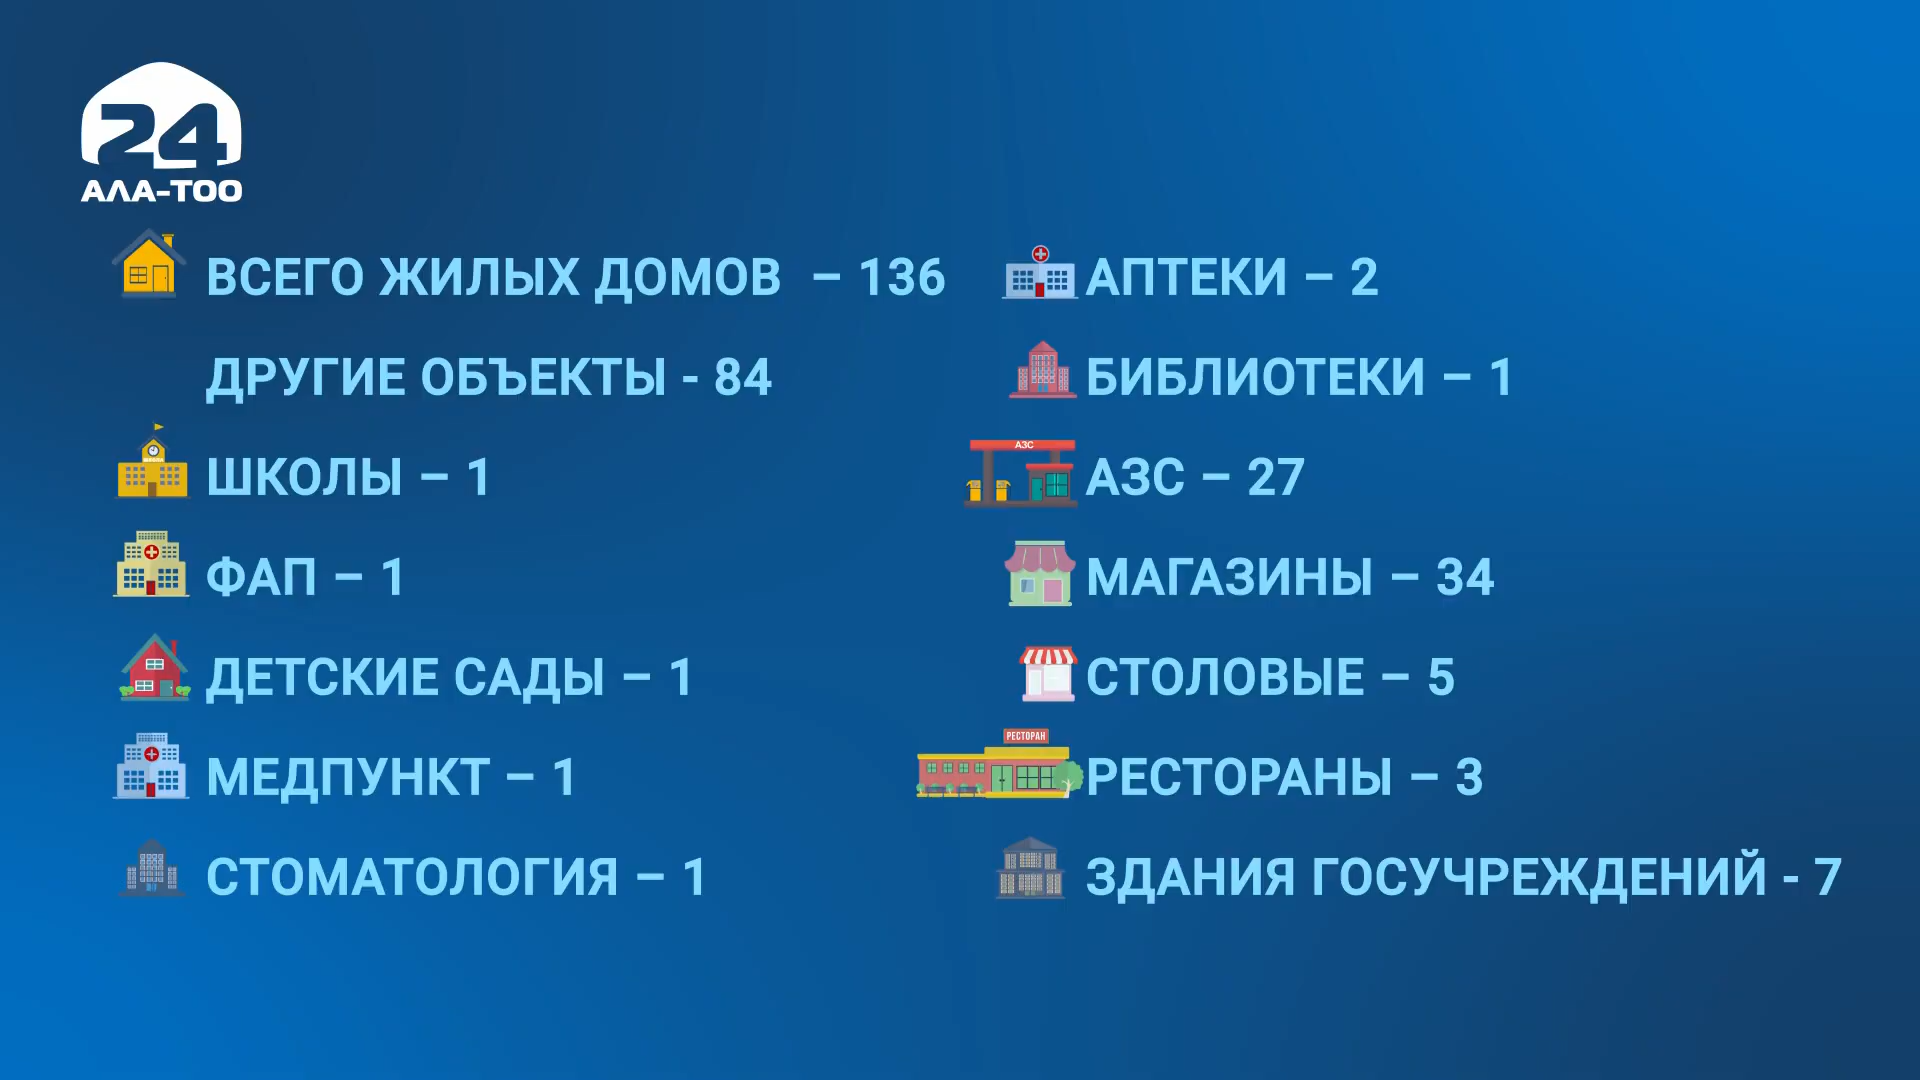 24
АЛА-ТОО
ВСЕГО ЖИЛЫХ ДОМОВ – 136
ДРУГИЕ ОБЪЕКТЫ - 84
ШКОЛЫ – 1
ФАП – 1
ДЕТСКИЕ САДЫ – 1
МЕДПУНКТ – 1
СТОМАТОЛОГИЯ – 1
АПТЕКИ – 2
БИБЛИОТЕКИ – 1
АЗС
АЗС – 27
МАГАЗИНЫ – 34
СТОЛОВЫЕ – 5
РЕСТОРАН
РЕСТОРАНЫ – 3
ЗДАНИЯ ГОСУЧРЕЖДЕНИЙ - 7